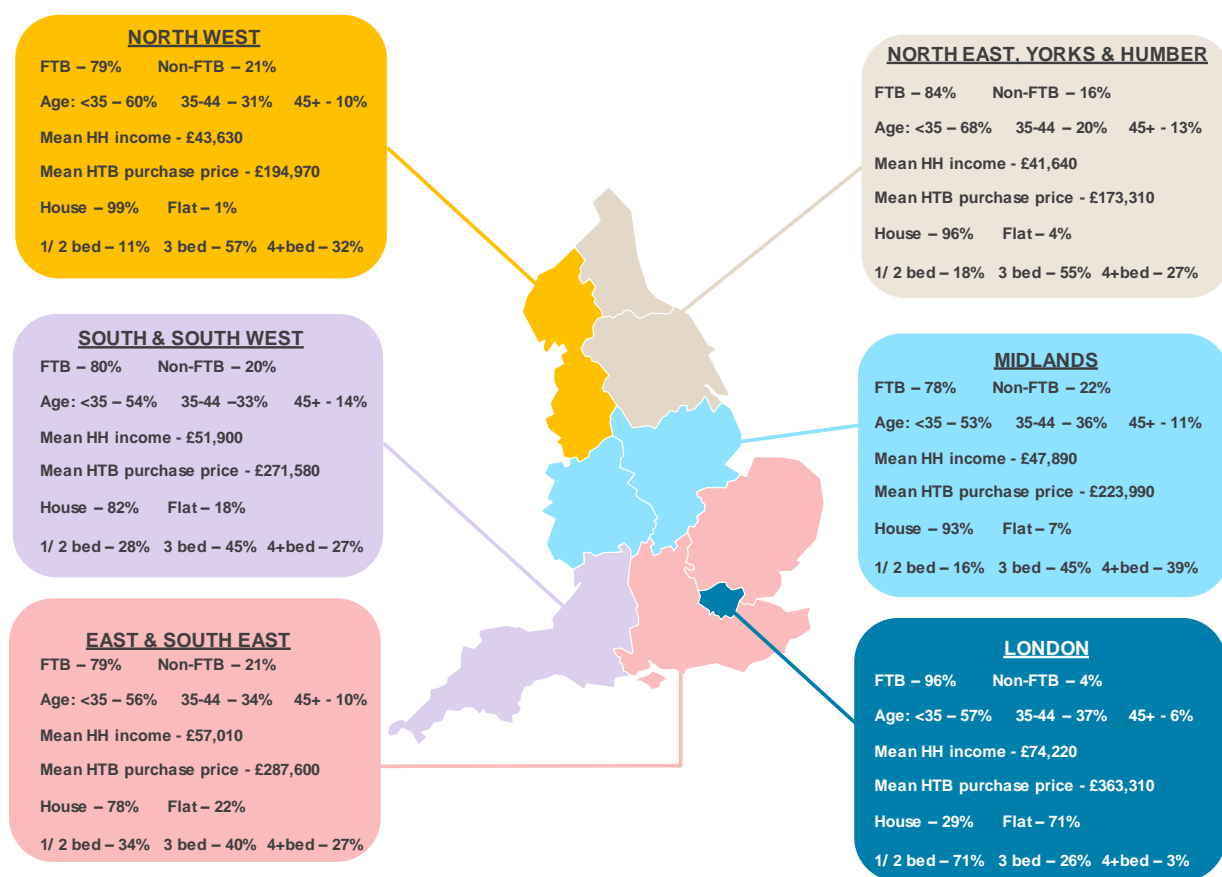 NORTH WEST
FTB – 79% Non-FTB – 21%
Age: <35 – 60% 35-44 – 31% 45+ - 10%
Mean HH income - £43,630
Mean HTB purchase price - £194,970
House – 99% Flat – 1%
1/ 2 bed – 11% 3 bed – 57% 4+bed – 32%
NORTH EAST, YORKS & HUMBER
FTB – 84% Non-FTB – 16%
Age: <35 – 68% 35-44 – 20% 45+ - 13%
Mean HH income - £41,640
Mean HTB purchase price - £173,310
House – 96% Flat – 4%
1/ 2 bed – 18% 3 bed – 55% 4+bed – 27%
SOUTH & SOUTH WEST
FTB – 80% Non-FTB – 20%
Age: <35 – 54% 35-44 –33% 45+ - 14%
Mean HH income - £51,900
Mean HTB purchase price - £271,580
House – 82% Flat – 18%
1/ 2 bed – 28% 3 bed – 45% 4+bed – 27%
MIDLANDS
FTB – 78% Non-FTB – 22%
Age: <35 – 53% 35-44 – 36% 45+ - 11%
Mean HH income - £47,890
Mean HTB purchase price - £223,990
House – 93% Flat – 7%
1/ 2 bed – 16% 3 bed – 45% 4+bed – 39%
EAST & SOUTH EAST
FTB – 79% Non-FTB – 21%
Age: <35 – 56% 35-44 – 34% 45+ - 10%
Mean HH income - £57,010
Mean HTB purchase price - £287,600
House – 78% Flat – 22%
1/ 2 bed – 34% 3 bed – 40% 4+bed – 27%
LONDON
FTB – 96% Non-FTB – 4%
Age: <35 – 57% 35-44 – 37% 45+ - 6%
Mean HH income - £74,220
Mean HTB purchase price - £363,310
House – 29% Flat – 71%
1/ 2 bed – 71% 3 bed – 26% 4+bed – 3%